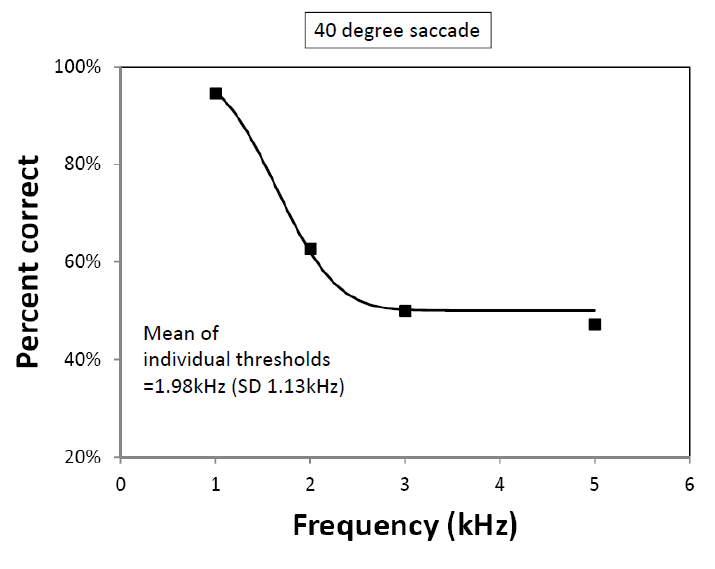 40 degree saccade
100%
80%
60%
40%
20%
Percent correct
Mean of
individual thresholds
=1.98kHz (SD 1.13kHz)
0 1 2 3 4 5 6
Frequency (kHz)